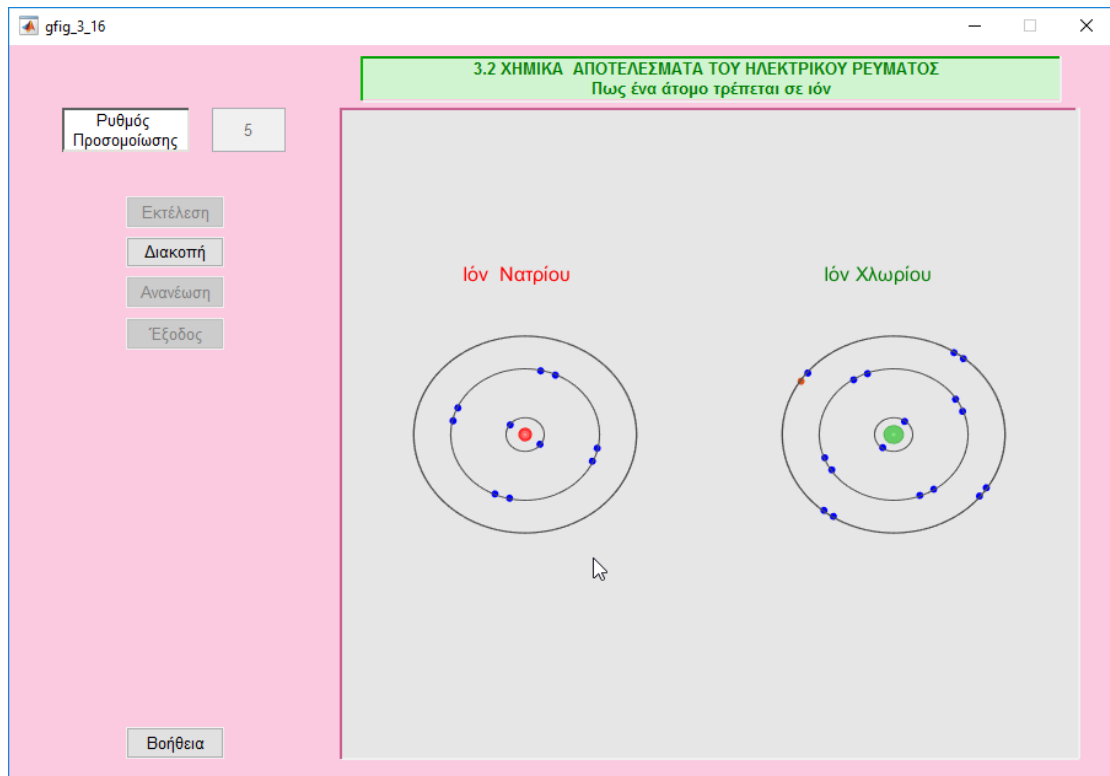 gfig_3_16
3.2 ΧΗΜΙΚΑ ΑΠΟΤΕΛΕΣΜΑΤΑ ΤΟΥ ΗΛΕΚΤΡΙΚΟΥ ΡΕΥΜΑΤΟΣ
Πως ένα άτομο τρέπεται σε ιόν
Ρυθμός
Προσομοίωσης
5
Εκτέλεση
Διακοπή
Ανανέωση
Έξοδος
Ιόν Νατρίου
Ιόν Χλωρίου
Βοήθεια